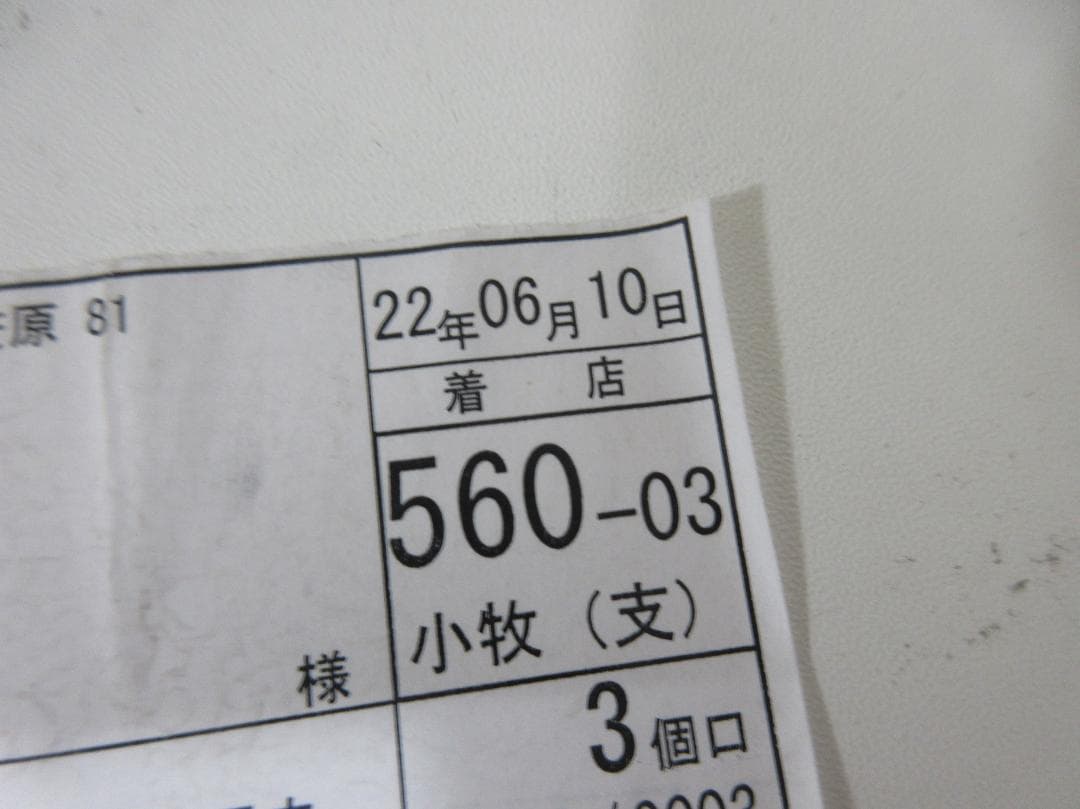 原 81
22年06月10日
着 店
560-03
小牧（支）
様
3個口